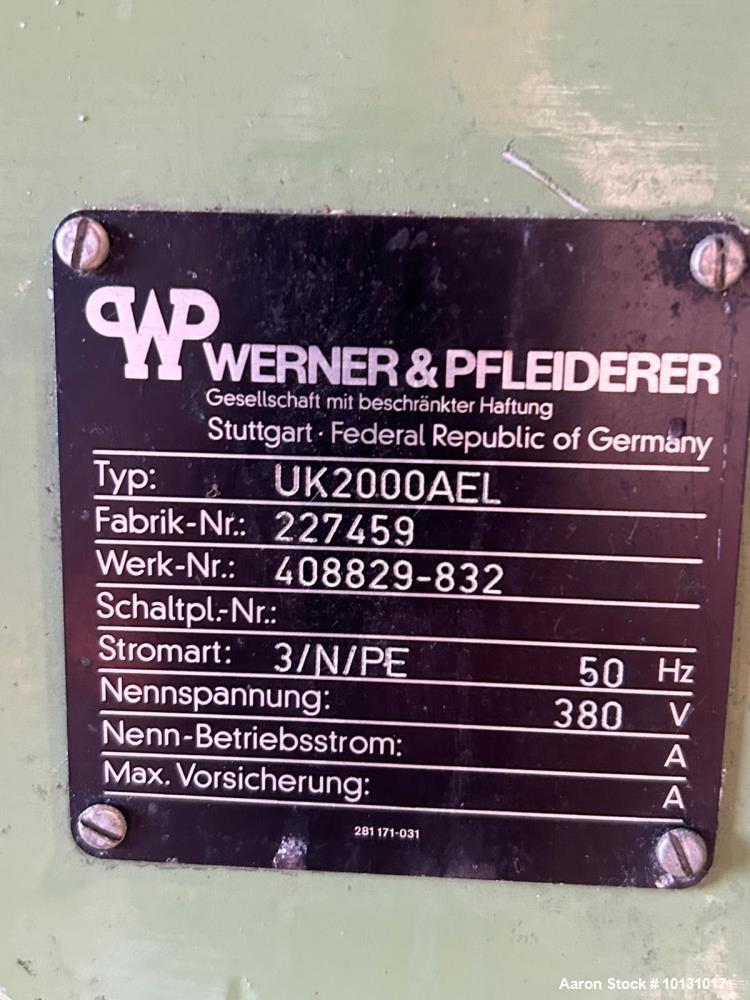 WP WERNER & PFLEIDERER
Gesellschaft mit beschränkter Haftung
Stuttgart · Federal Republic of Germany
Typ: UK2000AEL
Fabrik-Nr.: 227459
Werk-Nr.: 408829-832
Schaltpl.-Nr.:
Stromart: 3/N/PE 50 Hz
Nennspannung: 380 V
Nenn-Betriebsstrom: A
Max. Vorsicherung: A
281 171-031
Aaron Stock # 10131017